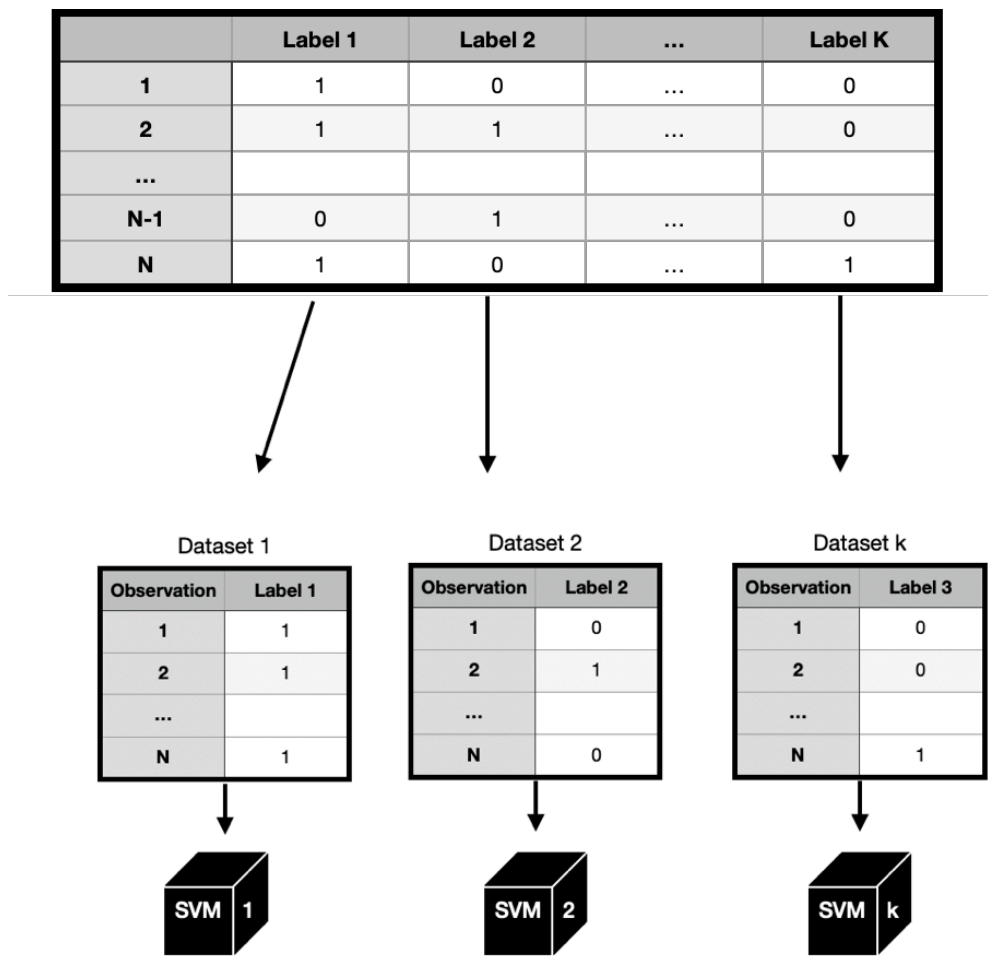 Label 1 Label 2 ... Label K
1 1 0 ... 0
2 1 1 ... 0
...
N-1 0 1 ... 0
N 1 0 ... 1
Dataset 1 Dataset 2 Dataset k
Observation Label 1 Observation Label 2 Observation Label 3
1 1 1 0 1 0
2 1 2 1 2 0
... ... ...
N 1 N 0 N 1
SVM 1 SVM 2 SVM k